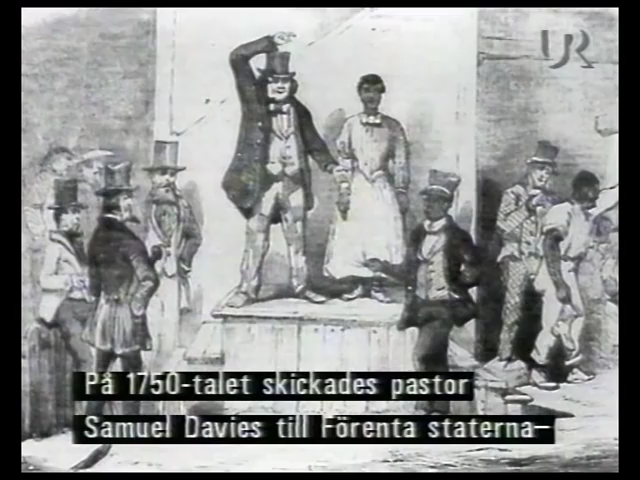 UR
På 1750-talet skickades pastor
Samuel Davies till Förenta staterna–